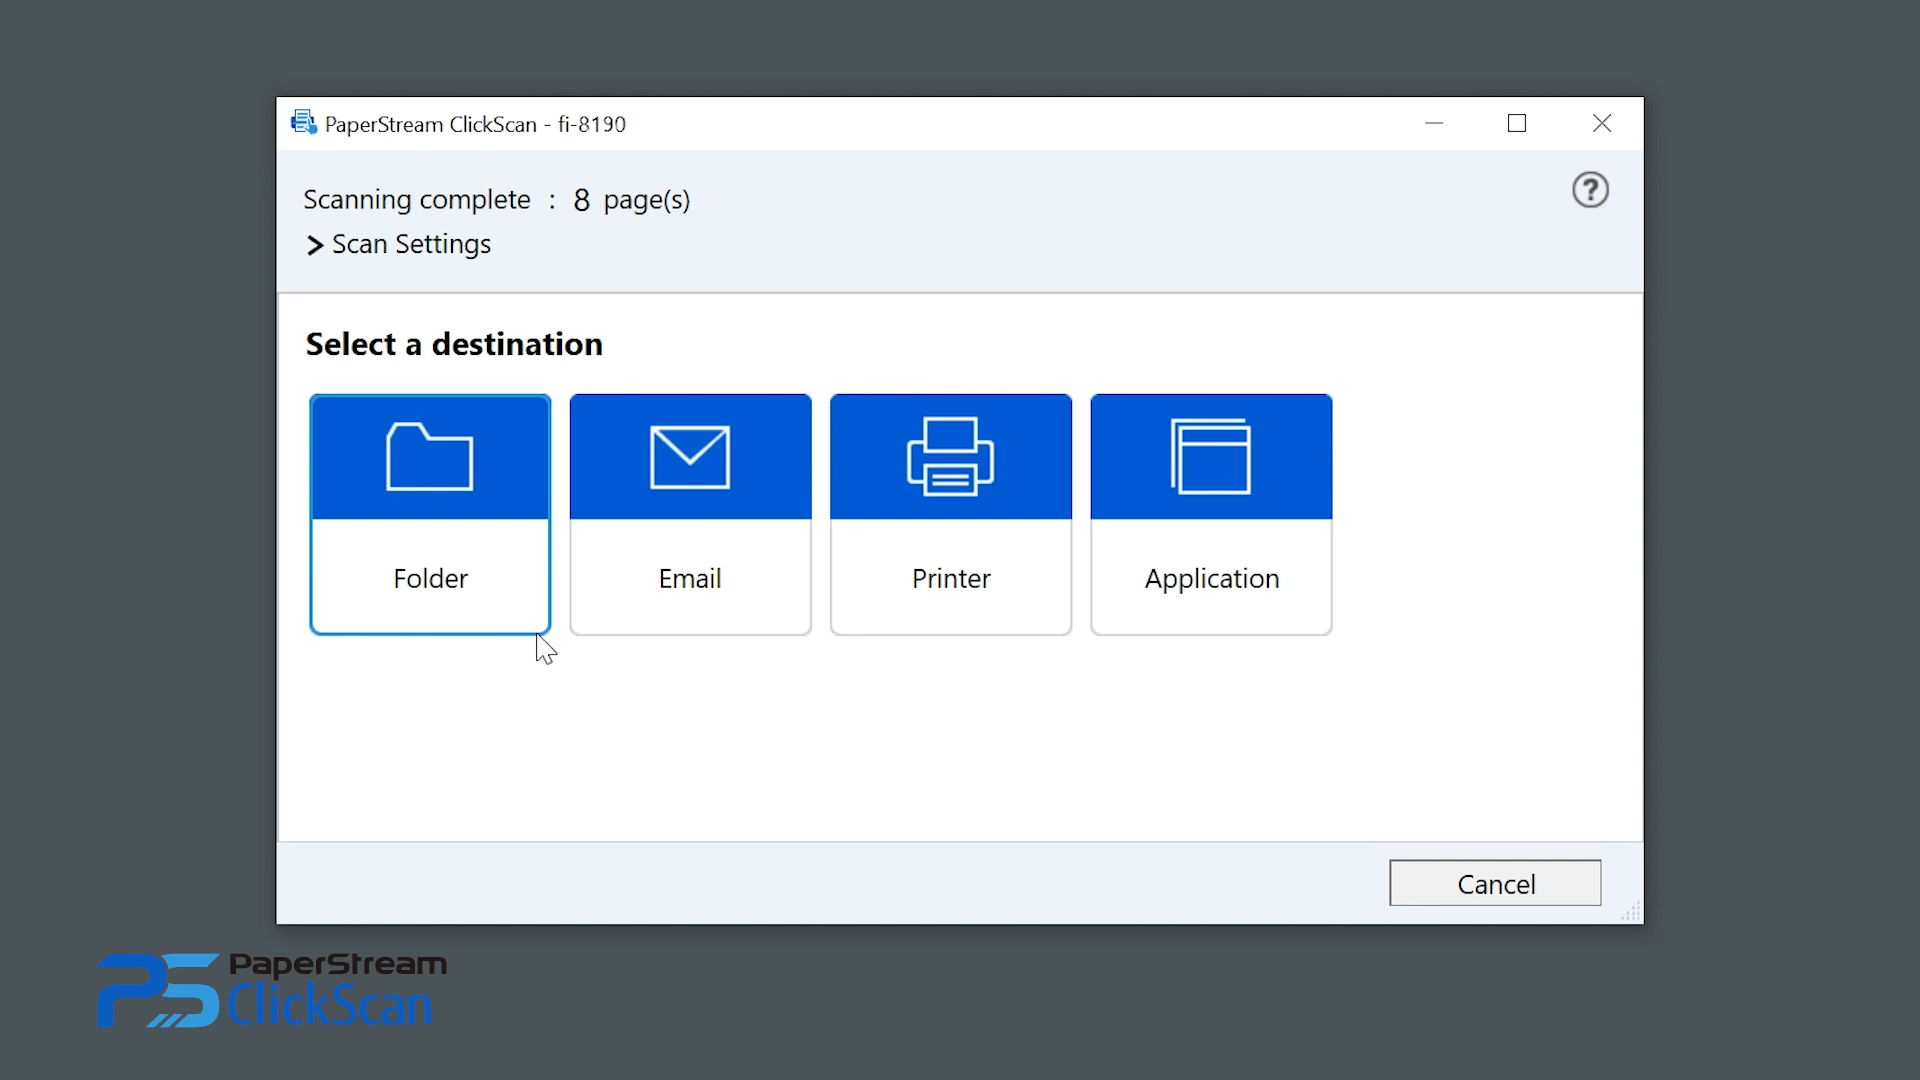 PaperStream ClickScan - fi-8190
Scanning complete : 8 page(s)
> Scan Settings
?
Select a destination
Folder Email Printer Application
Cancel
PS PaperStream
ClickScan